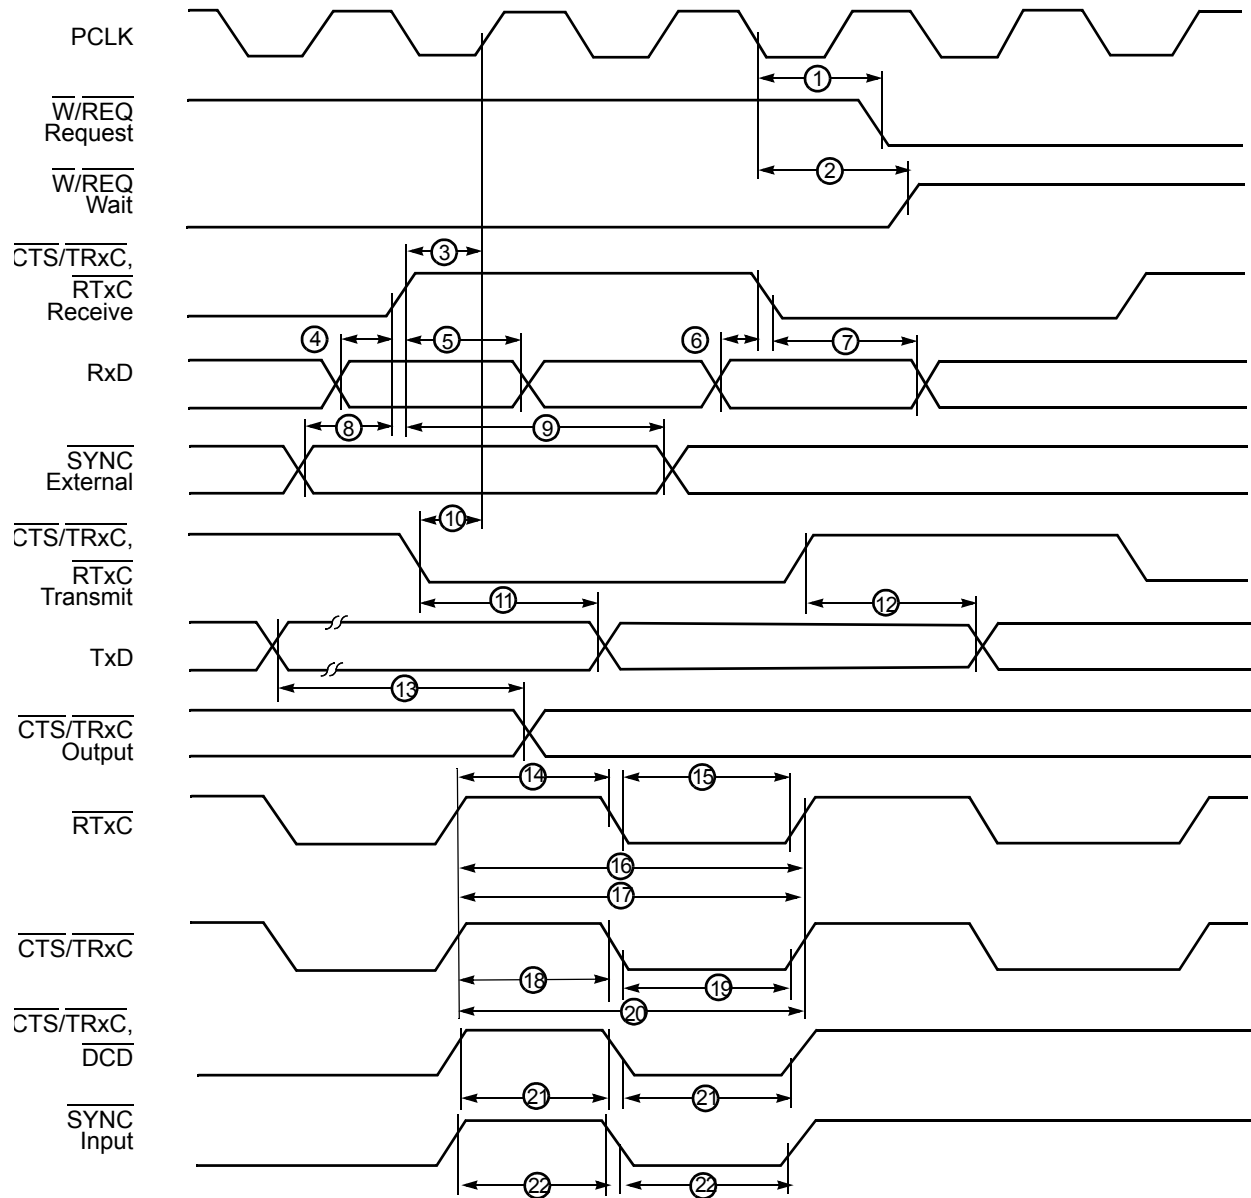 PCLK
1
W/REQ
Request
2
W/REQ
Wait
3
CTS/TRxC,
RTxC
Receive
4
5
6
7
RxD
8
9
SYNC
External
10
CTS/TRxC,
RTxC
Transmit
11
12
TxD
13
CTS/TRxC
Output
14
15
RTxC
16
17
CTS/TRxC
18
19
20
CTS/TRxC,
DCD
21
21
SYNC
Input
22
22